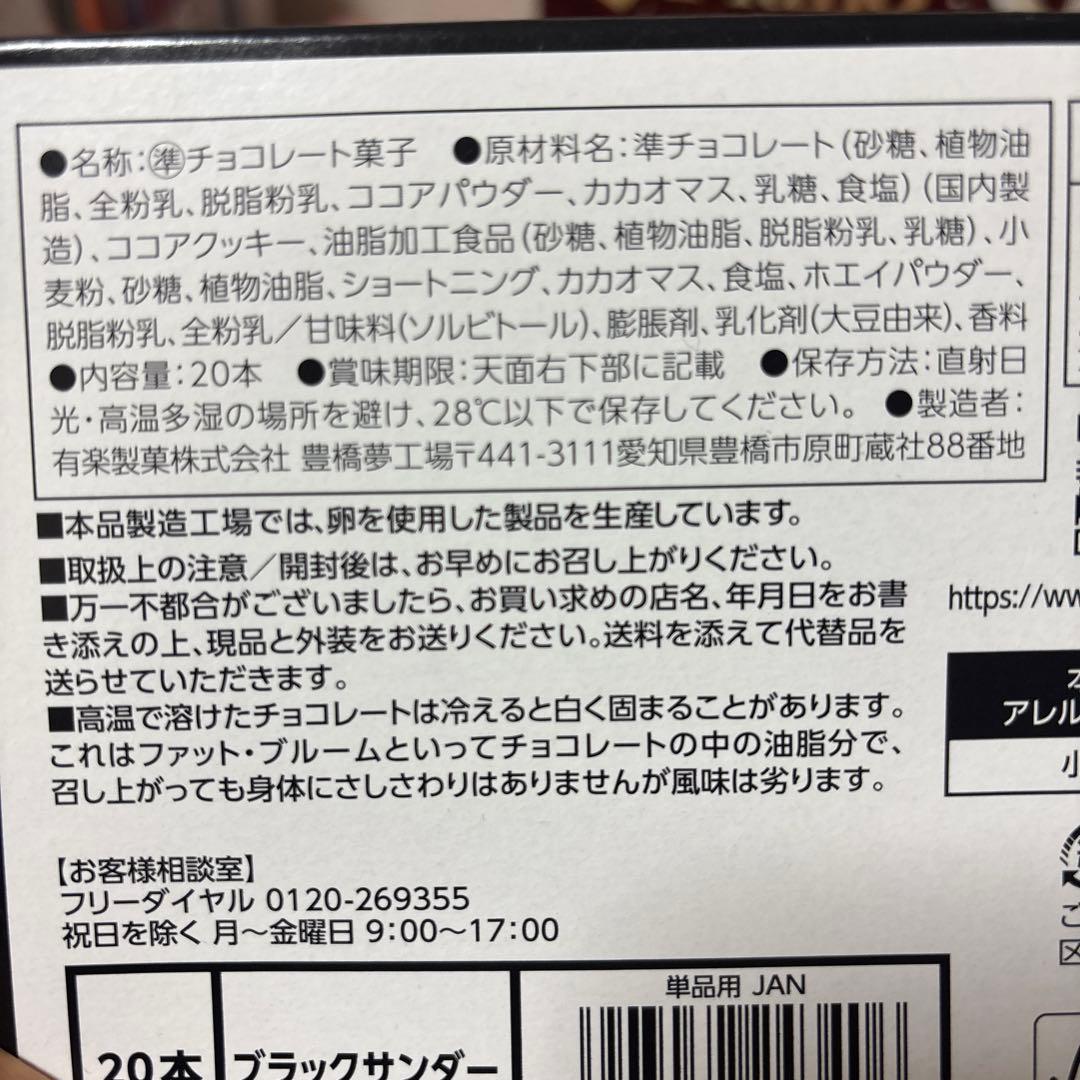 ●名称：㊜チョコレート菓子　●原材料名：準チョコレート（砂糖、植物油
脂、全粉乳、脱脂粉乳、ココアパウダー、カカオマス、乳糖、食塩）（国内製
造）、ココアクッキー、油脂加工食品（砂糖、植物油脂、脱脂粉乳、乳糖）、小
麦粉、砂糖、植物油脂、ショートニング、カカオマス、食塩、ホエイパウダー、
脱脂粉乳、全粉乳／甘味料(ソルビトール)、膨脹剤、乳化剤(大豆由来)、香料
●内容量：20本　●賞味期限：天面右下部に記載　●保存方法：直射日
光・高温多湿の場所を避け、28℃以下で保存してください。　●製造者：
有楽製菓株式会社 豊橋夢工場〒441-3111愛知県豊橋市原町蔵社88番地
■本品製造工場では、卵を使用した製品を生産しています。
■取扱上の注意／開封後は、お早めにお召し上がりください。
■万一不都合がございましたら、お買い求めの店名、年月日をお書
き添えの上、現品と外装をお送りください。送料を添えて代替品を
送らせていただきます。
■高温で溶けたチョコレートは冷えると白く固まることがあります。
これはファット・ブルームといってチョコレートの中の油脂分で、
召し上がっても身体にさしさわりはありませんが風味は劣ります。
https://ww
アレル
小
【お客様相談室】
フリーダイヤル 0120-269355
祝日を除く 月〜金曜日 9：00〜17：00
単品用 JAN
20本 ブラックサンダー